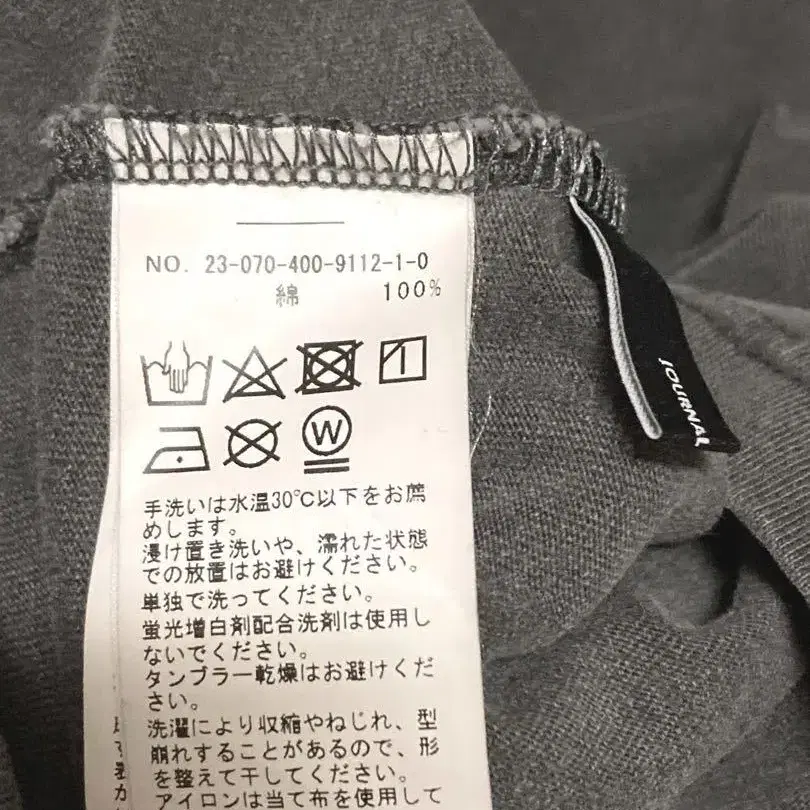 NO. 23-070-400-9112-1-0
綿 100%
W
手洗いは水温30℃以下をお薦
めします。
浸け置き洗いや、濡れた状態
での放置はお避けください。
単独で洗ってください。
蛍光増白剤配合洗剤は使用し
ないでください。
タンブラー乾燥はお避けくだ
さい。
洗濯により収縮やねじれ、型
崩れすることがあるので、形
を整えて干してください。
アイロンは当て布を使用して
JOURNAL